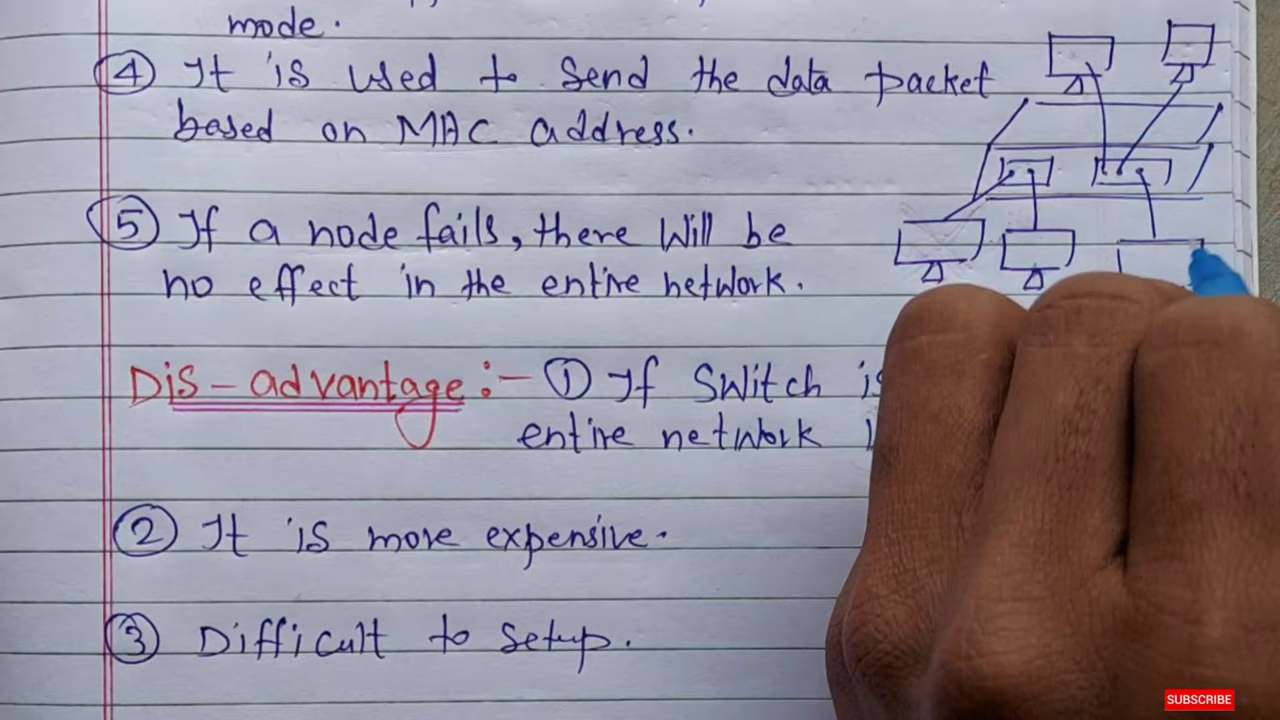 mode.
④ It is used to send the data packet
based on MAC address.
⑤ If a node fails, there will be
no effect in the entire network.
Dis-advantage:- ① If Switch is
entire network
② It is more expensive.
③ Difficult to setup.
SUBSCRIBE